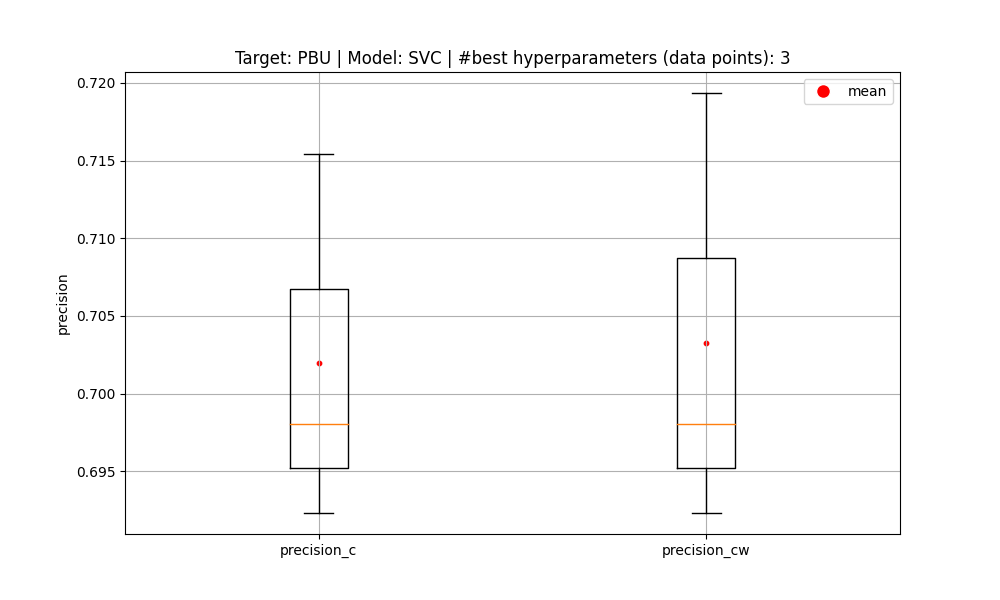 Target: PBU | Model: SVC | #best hyperparameters (data points): 3
mean
0.720
0.715
0.710
0.705
0.700
0.695
precision
precision_c
precision_cw